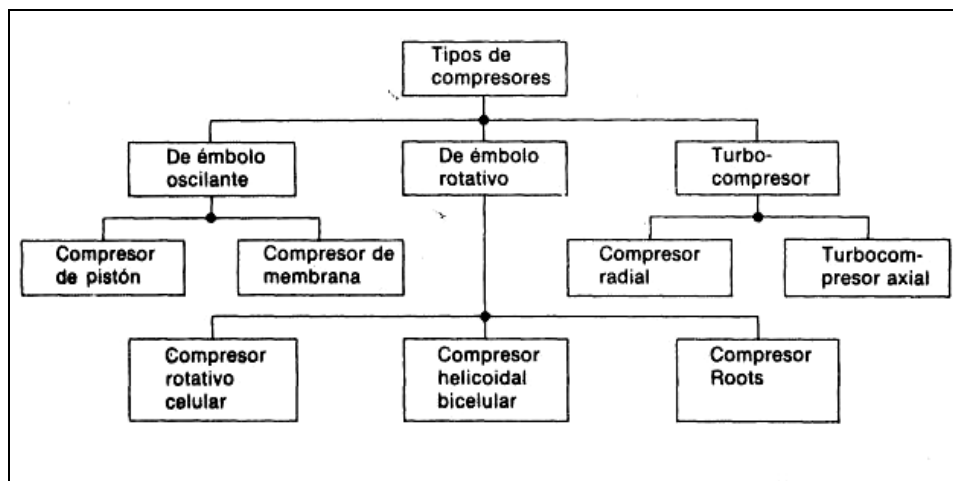 Tipos de
compresores
De émbolo
oscilante
De émbolo
rotativo
Turbo-
compresor
Compresor
de pistón
Compresor de
membrana
Compresor
radial
Turbocom-
presor axial
Compresor
rotativo
celular
Compresor
helicoidal
bicelular
Compresor
Roots